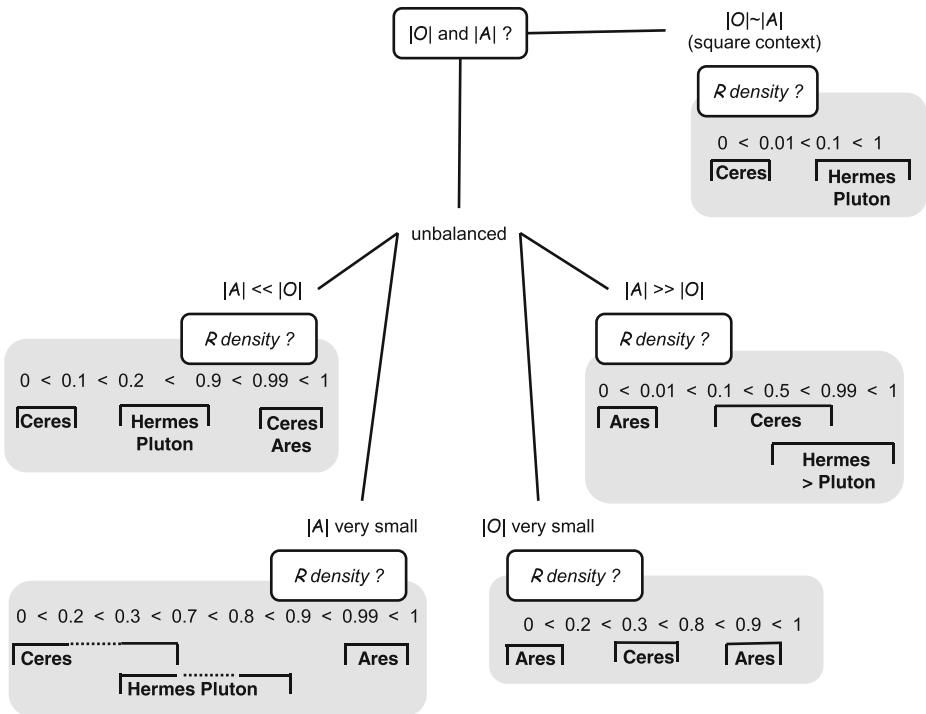 |O| and |A| ?
|O|~|A|
(square context)
R density ?
0 < 0.01 < 0.1 < 1
Ceres
Hermes
Pluton
unbalanced
|A| << |O|
R density ?
0 < 0.1 < 0.2 < 0.9 < 0.99 < 1
Ceres
Hermes
Pluton
Ceres
Ares
|A| >> |O|
R density ?
0 < 0.01 < 0.1 < 0.5 < 0.99 < 1
Ares
Ceres
Hermes
> Pluton
|A| very small
R density ?
0 < 0.2 < 0.3 < 0.7 < 0.8 < 0.9 < 0.99 < 1
Ceres
Ares
Hermes Pluton
|O| very small
R density ?
0 < 0.2 < 0.3 < 0.8 < 0.9 < 1
Ares
Ceres
Ares